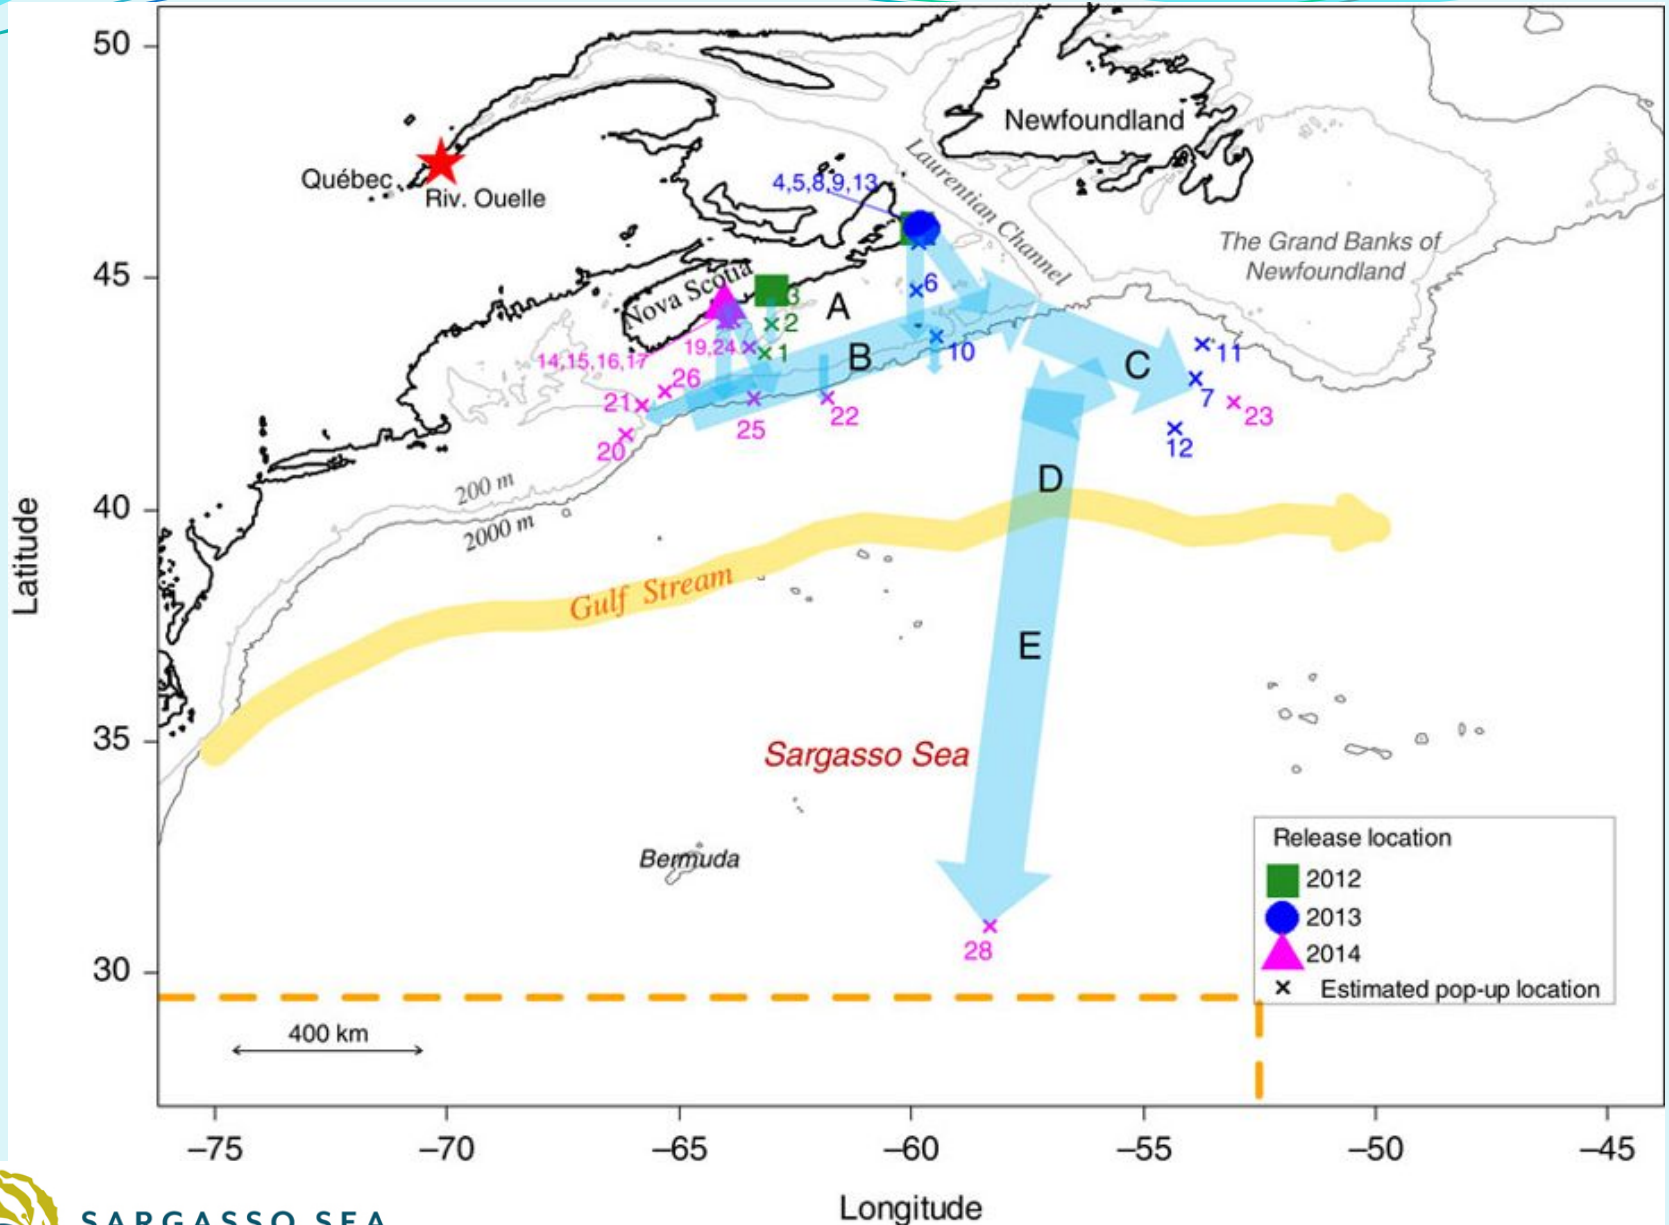 50
45
40
35
30
Latitude
Newfoundland
Québec
Riv. Ouelle
4,5,8,9,13
Laurentian Channel
The Grand Banks of
Newfoundland
Nova Scotia
3
2
1
6
A
B
10
C
11
7
23
12
14,15,16,17
19,24
26
21
20
25
22
D
200 m
2000 m
Gulf Stream
E
Sargasso Sea
Bermuda
28
400 km
Release location
2012
2013
2014
× Estimated pop-up location
–75
–70
–65
–60
–55
–50
–45
Longitude
SARGASSO SEA